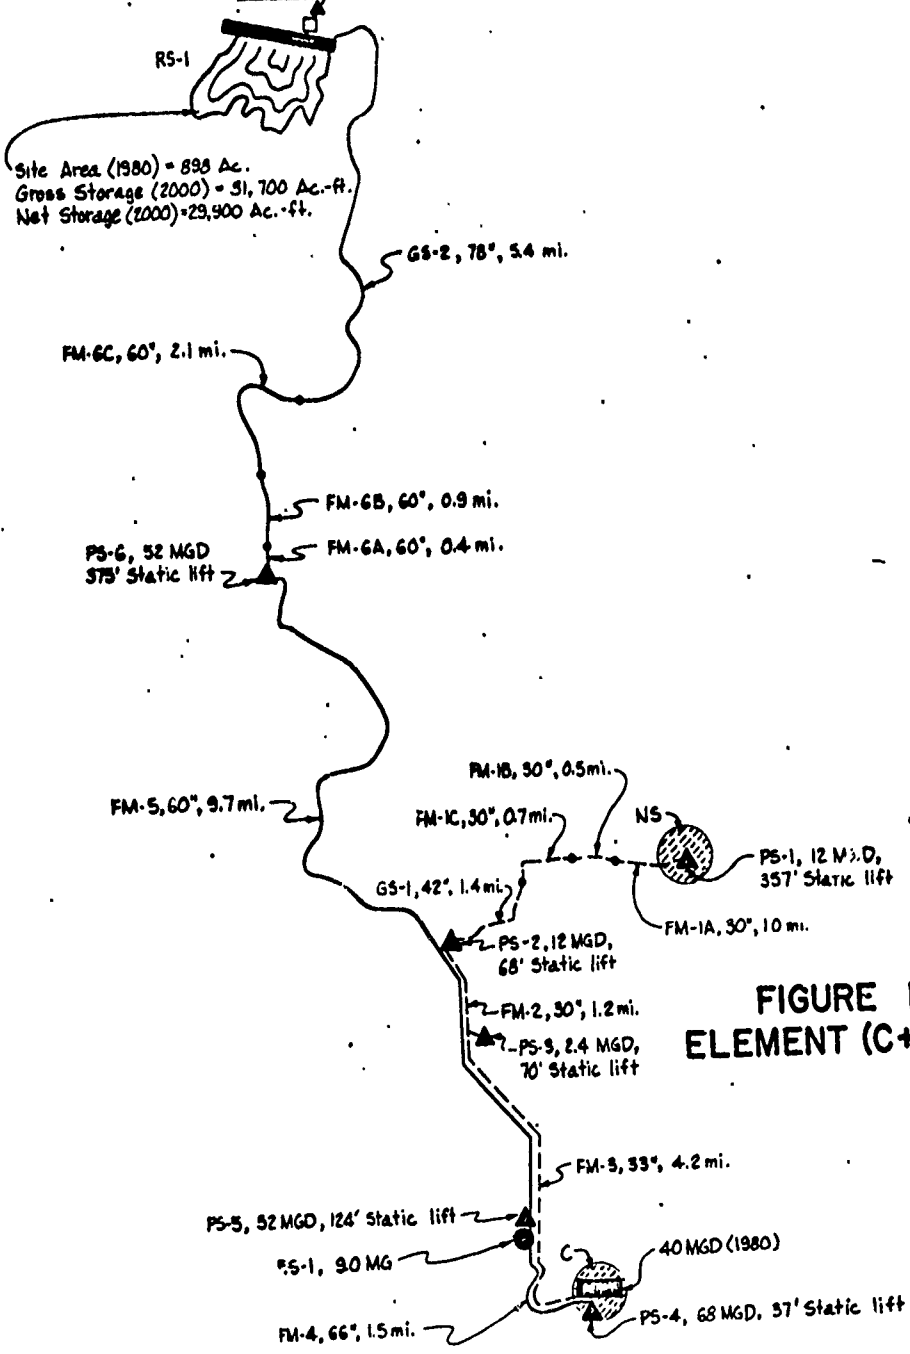 RS-1
Site Area (1980) = 898 Ac.
Gross Storage (2000) = 31,700 Ac.-ft.
Net Storage (2000) = 29,900 Ac.-ft.
GS-2, 78", 5.4 mi.
FM-6C, 60", 2.1 mi.
FM-6B, 60", 0.9 mi.
FM-6A, 60", 0.4 mi.
PS-6, 52 MGD
375' Static lift
FM-1B, 30", 0.5 mi.
FM-5, 60", 9.7 mi.
FM-1C, 30", 0.7 mi.
NS
PS-1, 12 MGD,
357' Static lift
GS-1, 42", 1.4 mi.
FM-1A, 30", 1.0 mi.
PS-2, 12 MGD,
68' Static lift
FM-2, 30", 1.2 mi.
FIGURE
PS-3, 2.4 MGD,
70' Static lift
ELEMENT (C+
FM-3, 33", 4.2 mi.
PS-5, 52 MGD, 124' Static lift
C
40 MGD (1980)
9.0 MG
PS-4, 68 MGD, 37' Static lift
FM-4, 66", 1.5 mi.